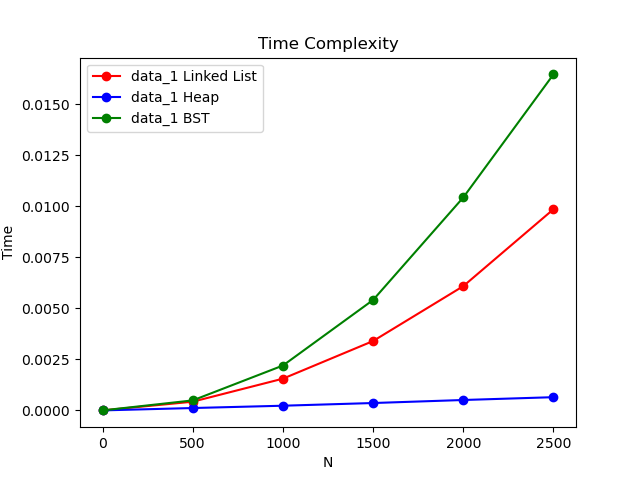 Time Complexity
data_1 Linked List
data_1 Heap
data_1 BST
0.0150
0.0125
0.0100
0.0075
0.0050
0.0025
0.0000
Time
0 500 1000 1500 2000 2500
N